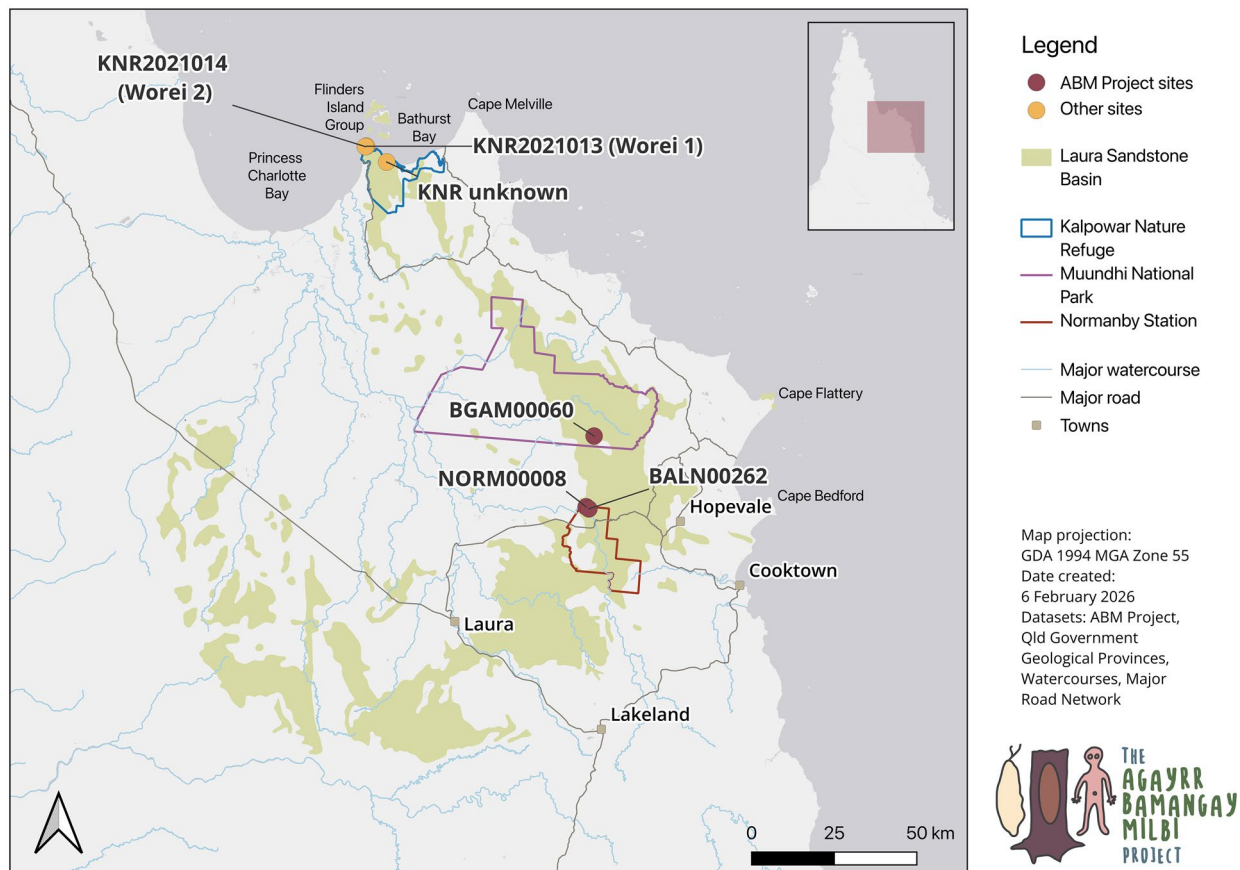 KNR2021014
(Worei 2)
Flinders
Island
Group
Cape Melville
Bathurst
Bay
KNR2021013 (Worei 1)
Princess
Charlotte
Bay
KNR unknown
Cape Flattery
BGAM00060
NORM00008
BALN00262
Cape Bedford
Hopevale
Cooktown
Laura
Lakeland
0 25 50 km
Legend
ABM Project sites
Other sites
Laura Sandstone
Basin
Kalpowar Nature
Refuge
Muundhi National
Park
Normanby Station
Major watercourse
Major road
Towns
Map projection:
GDA 1994 MGA Zone 55
Date created:
6 February 2026
Datasets: ABM Project,
Qld Government
Geological Provinces,
Watercourses, Major
Road Network
THE
AGAYRR
BAMANGAY
MILBI
PROJECT